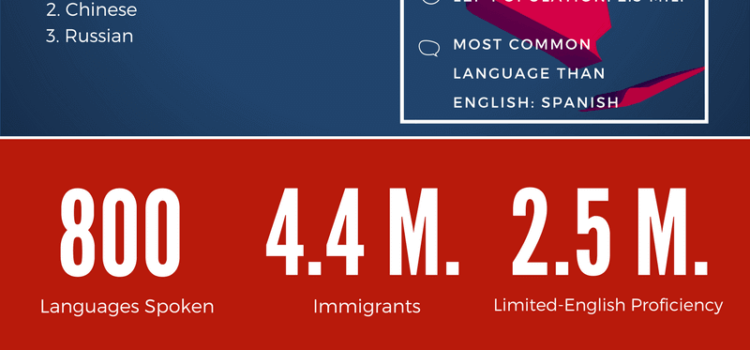 2. Chinese
3. Russian
MOST COMMON
LANGUAGE THAN
ENGLISH: SPANISH
800
Languages Spoken
4.4 M.
Immigrants
2.5 M.
Limited-English Proficiency